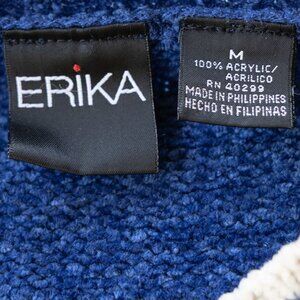 ERiKA
M
100% ACRYLIC/
ACRILICO
RN 40299
MADE IN PHILIPPINES
HECHO EN FILIPINAS